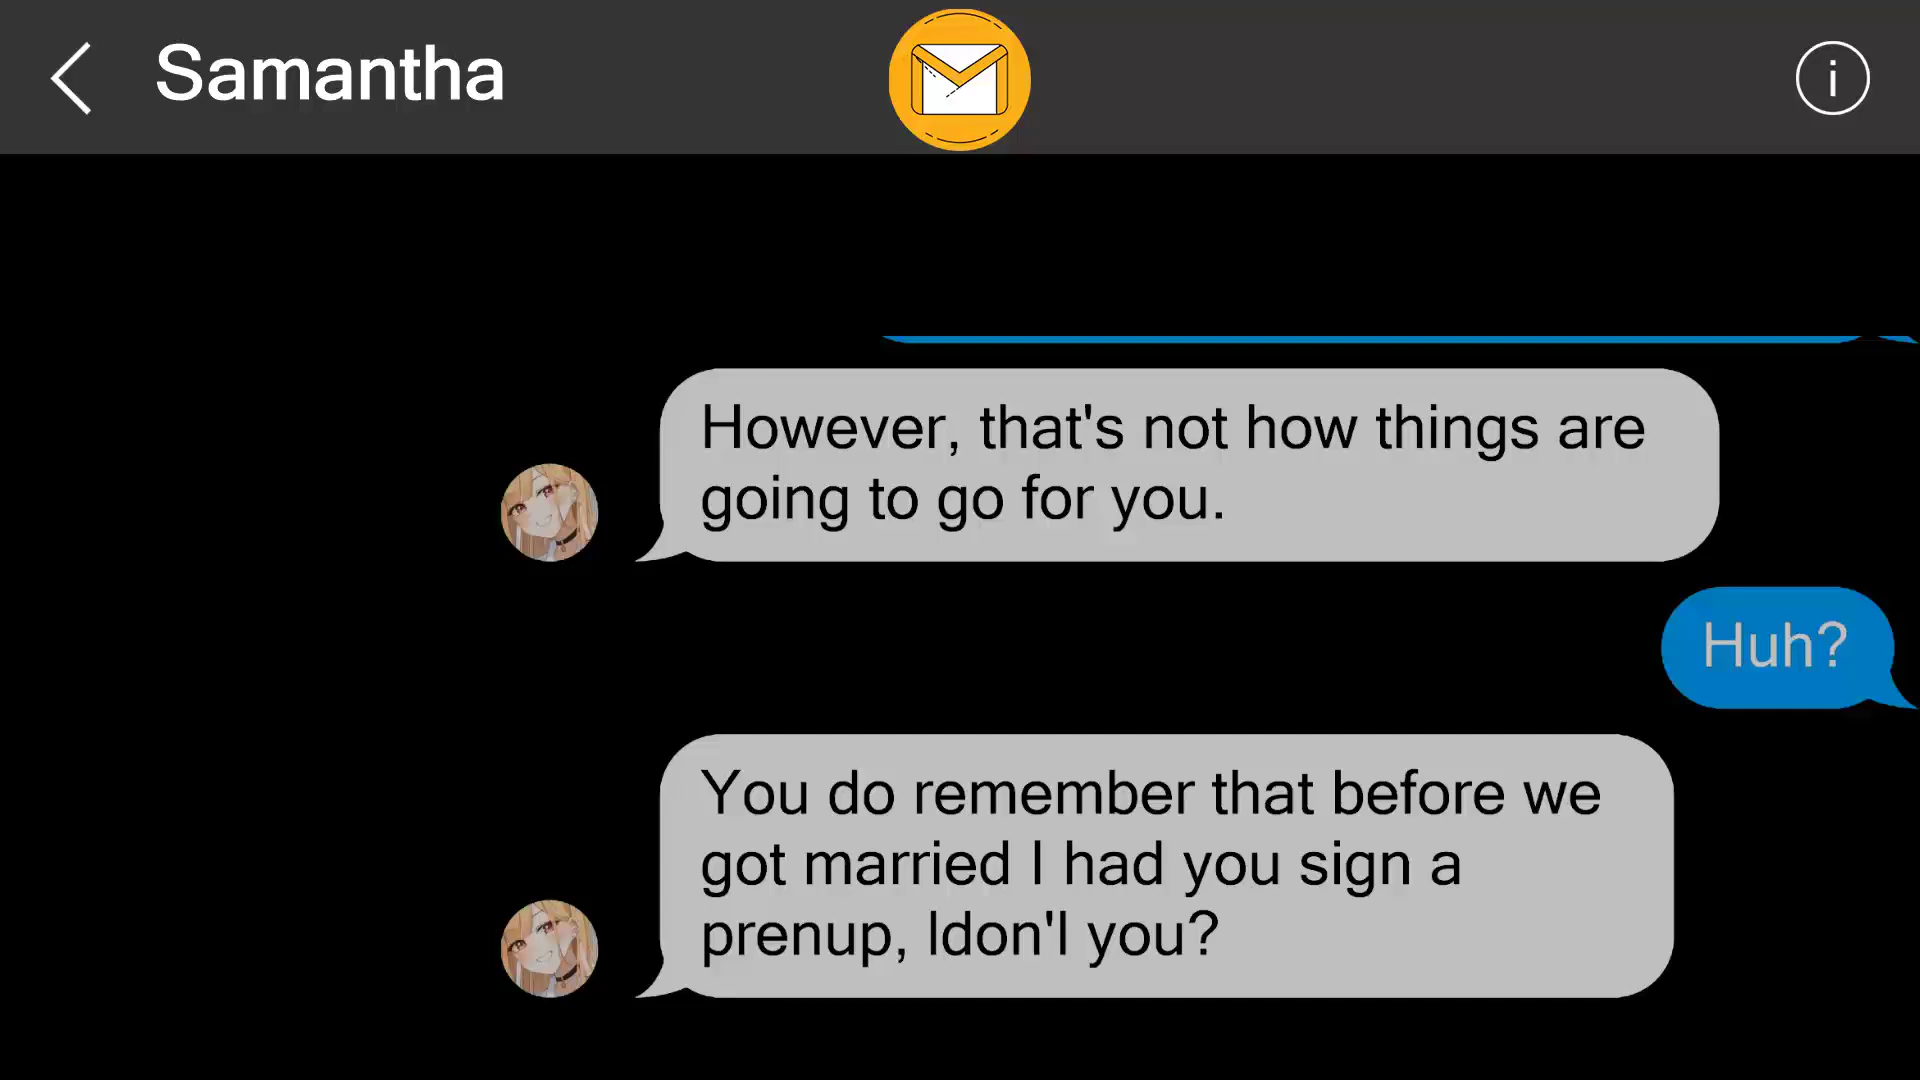 Samantha
i
However, that's not how things are
going to go for you.
Huh?
You do remember that before we
got married I had you sign a
prenup, Idon'l you?